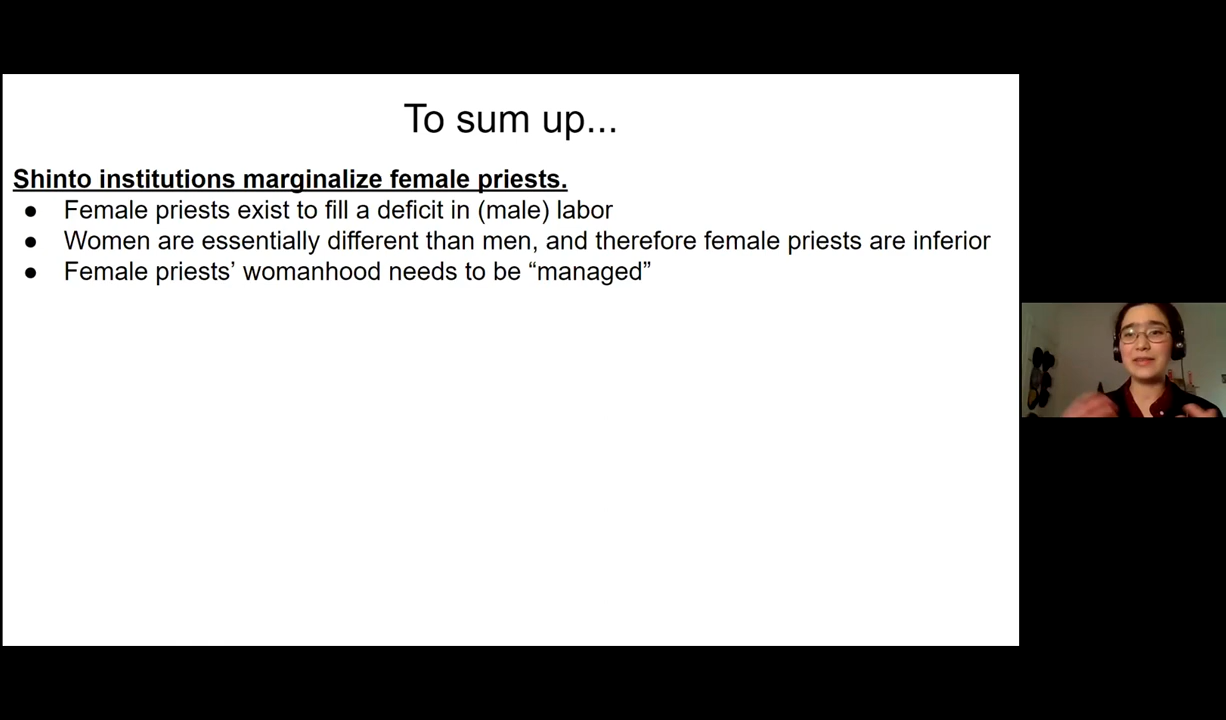 To sum up...
Shinto institutions marginalize female priests.
● Female priests exist to fill a deficit in (male) labor
● Women are essentially different than men, and therefore female priests are inferior
● Female priests’ womanhood needs to be “managed”